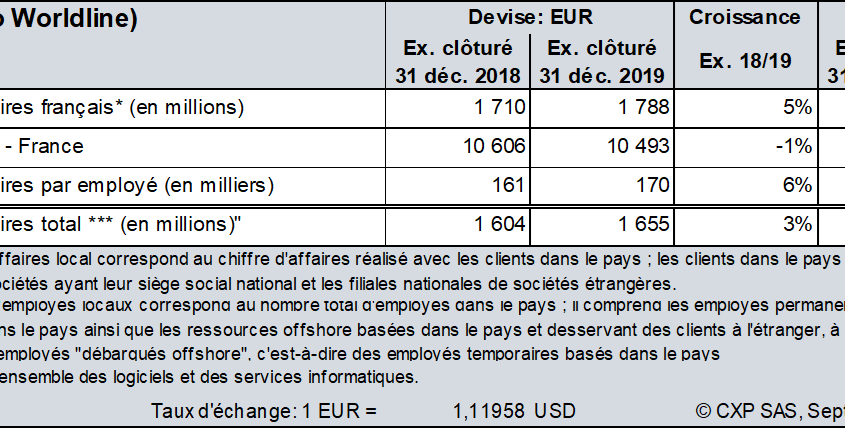 Worldline) Devise: EUR Croissance
Ex. clôturé Ex. clôturé Ex. 18/19
31 déc. 2018 31 déc. 2019 31
ires français* (en millions) 1 710 1 788 5%
- France 10 606 10 493 -1%
ires par employé (en milliers) 161 170 6%
ires total *** (en millions)" 1 604 1 655 3%
ffaires local correspond au chiffre d'affaires réalisé avec les clients dans le pays ; les clients dans le pays
ciétés ayant leur siège social national et les filiales nationales de sociétés étrangères.
employés locaux correspond au nombre total d'employés dans le pays ; il comprend les employés permane
ns le pays ainsi que les ressources offshore basées dans le pays et desservant des clients à l'étranger, à
employés "débarqués offshore", c'est-à-dire des employés temporaires basés dans le pays
ensemble des logiciels et des services informatiques.
Taux d'échange: 1 EUR = 1,11958 USD © CXP SAS, Sept